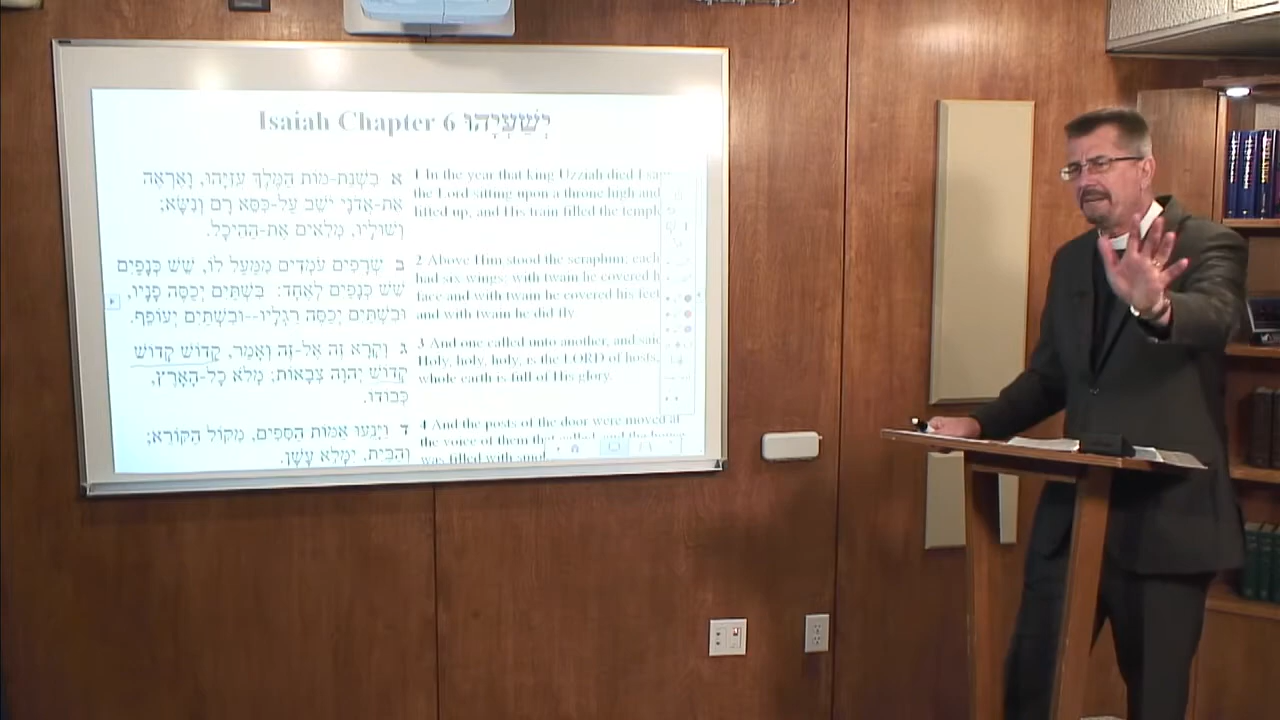 Isaiah Chapter 6 יְשַׁעְיָהוּ
א בִּשְׁנַת-מוֹת הַמֶּלֶךְ עֻזִּיָּהוּ, וָאֶרְאֶה
אֶת-אֲדֹנָי יֹשֵׁב עַל-כִּסֵּא רָם וְנִשָּׂא;
וְשׁוּלָיו, מְלֵאִים אֶת-הַהֵיכָל.
ב שְׂרָפִים עֹמְדִים מִמַּעַל לוֹ, שֵׁשׁ כְּנָפַיִם
שֵׁשׁ כְּנָפַיִם לְאֶחָד: בִּשְׁתַּיִם יְכַסֶּה פָנָיו,
וּבִשְׁתַּיִם יְכַסֶּה רַגְלָיו--וּבִשְׁתַּיִם יְעוֹפֵף.
ג וְקָרָא זֶה אֶל-זֶה וְאָמַר, קָדוֹשׁ קָדוֹשׁ
קָדוֹשׁ יְהוָה צְבָאוֹת; מְלֹא כָל-הָאָרֶץ,
כְּבוֹדוֹ.
ד וַיָּנֻעוּ אַמּוֹת הַסִּפִּים, מִקּוֹל הַקּוֹרֵא;
וְהַבַּיִת, יִמָּלֵא עָשָׁן.
1 In the year that king Uzziah died I
the Lord sitting upon a throne high and
lifted up, and His train filled the
2 Above Him stood the seraphim; each
had six wings: with twain he covered
face and with twain he covered his feet
and with twain he did fly
3 And one called unto another, and
Holy, holy, holy, is the LORD of hosts,
whole earth is full of His glory.
4 And the posts of the door were moved at
the voice of them that called, and the
was filled with